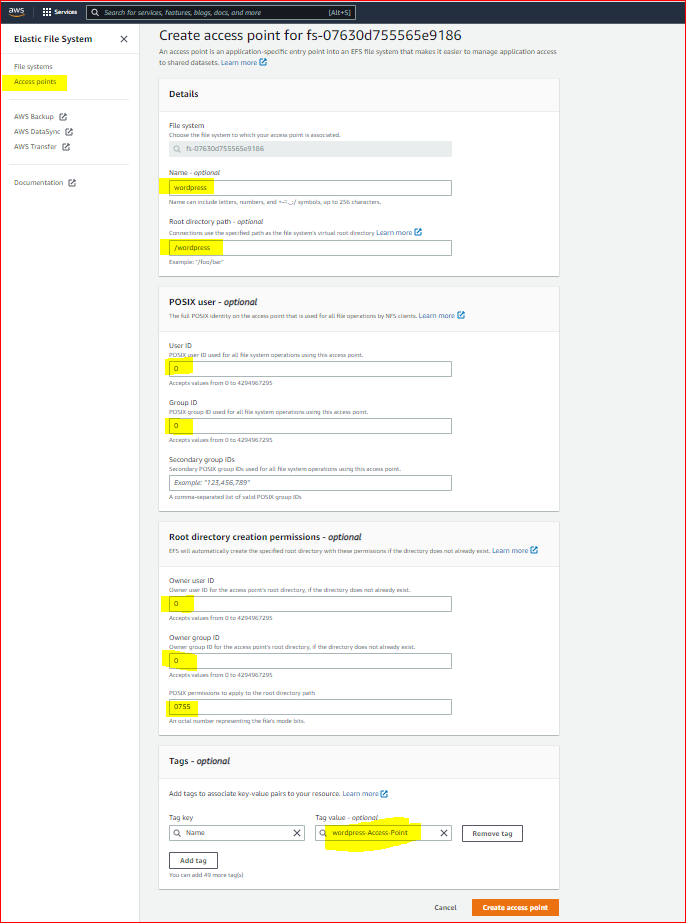 aws
Services
Search for services, features, blogs, docs, and more
[Alt+S]
Elastic File System
File systems
Access points
AWS Backup
AWS DataSync
AWS Transfer
Documentation
Create access point for fs-07630d755565e9186
An access point is an application-specific entry point into an EFS file system that makes it easier to manage application access
to shared datasets. Learn more
Details
File system
Choose the file system to which your access point is associated.
fs-07630d755565e9186
Name - optional
wordpress
Name can include letters, numbers, and +-=._:/ symbols, up to 256 characters.
Root directory path - optional
Connections use the specified path as the file system's virtual root directory Learn more
/wordpress
Example: "/foo/bar"
POSIX user - optional
The full POSIX identity on the access point that is used for all file operations by NFS clients. Learn more
User ID
POSIX user ID used for all file system operations using this access point.
0
Accepts values from 0 to 4294967295
Group ID
POSIX group ID used for all file system operations using this access point.
0
Accepts values from 0 to 4294967295
Secondary group IDs
Secondary POSIX group IDs used for all file system operations using this access point.
Example: "123,456,789"
A comma-separated list of valid POSIX group IDs
Root directory creation permissions - optional
EFS will automatically create the specified root directory with these permissions if the directory does not already exist. Learn more
Owner user ID
Owner user ID for the access point's root directory, if the directory does not already exist.
0
Accepts values from 0 to 4294967295
Owner group ID
Owner group ID for the access point's root directory, if the directory does not already exist.
0
Accepts values from 0 to 4294967295
POSIX permissions to apply to the root directory path
0755
An octal number representing the file's mode bits.
Tags - optional
Add tags to associate key-value pairs to your resource. Learn more
Tag key
Tag value - optional
Name
wordpress-Access-Point
Remove tag
Add tag
You can add 49 more tag(s)
Cancel
Create access point